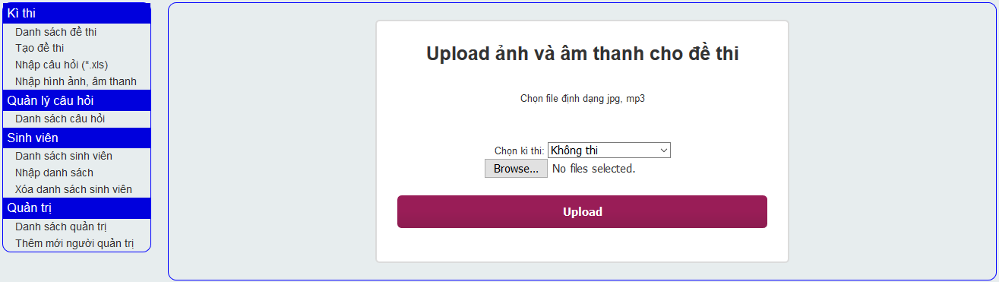 Kì thi
Danh sách đề thi
Tạo đề thi
Nhập câu hỏi (*.xls)
Nhập hình ảnh, âm thanh
Quản lý câu hỏi
Danh sách câu hỏi
Sinh viên
Danh sách sinh viên
Nhập danh sách
Xóa danh sách sinh viên
Quản trị
Danh sách quản trị
Thêm mới người quản trị
Upload ảnh và âm thanh cho đề thi
Chọn file định dạng jpg, mp3
Chọn kì thi: Không thi
Browse... No files selected.
Upload